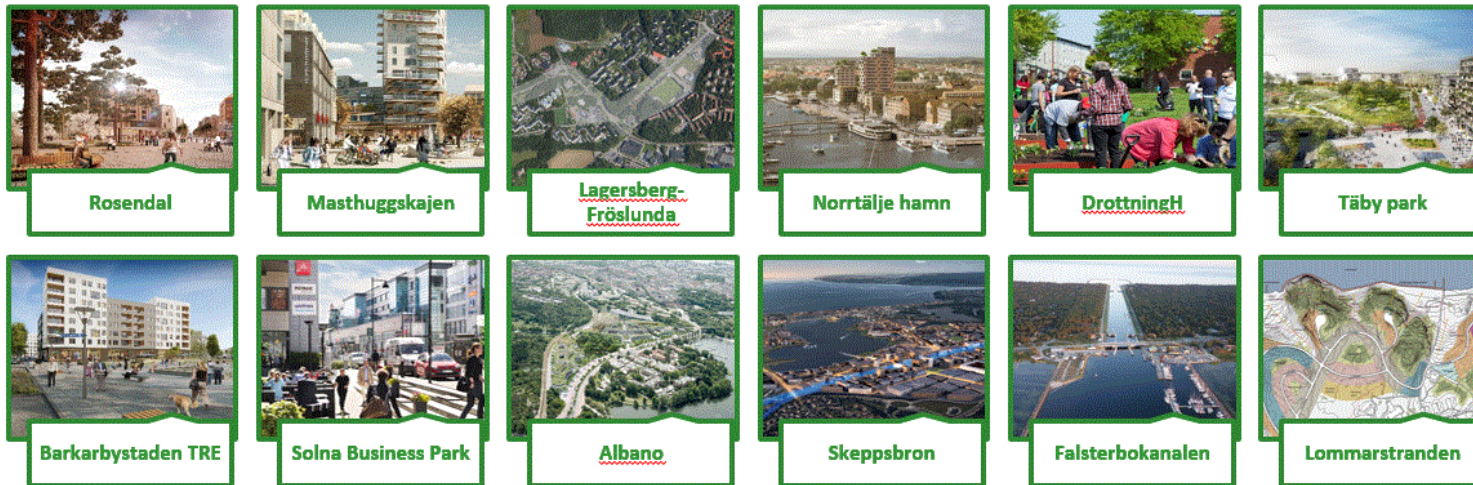 Rosendal
Masthuggskajen
Lagersberg-
Fröslunda
Norrtälje hamn
DrottningH
Täby park
Barkarbystaden TRE
Solna Business Park
Albano
Skeppsbron
Falsterbokanalen
Lommarstranden